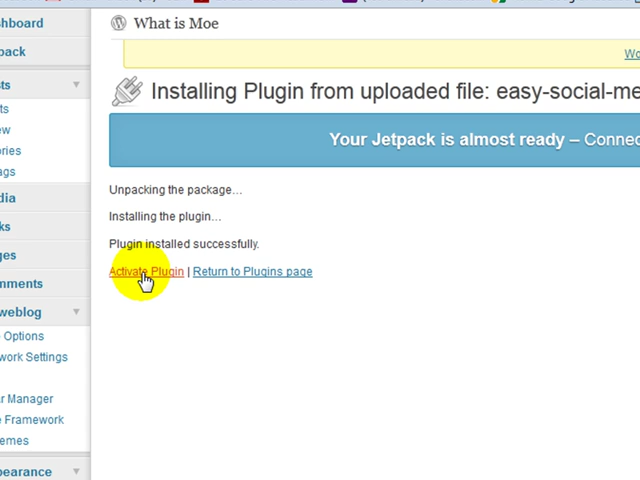 shboard
What is Moe
pack
Wo
Installing Plugin from uploaded file: easy-social-me
sts
Your Jetpack is almost ready – Connec
ts
ew
ories
Unpacking the package…
ags
dia
Installing the plugin…
ks
Plugin installed successfully.
ges
Activate Plugin | Return to Plugins page
mments
weblog
Options
work Settings
r Manager
e Framework
emes
pearance